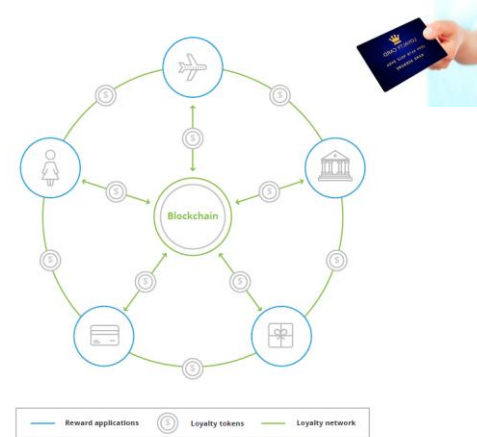 Blockchain
Reward applications
Loyalty tokens
Loyalty network